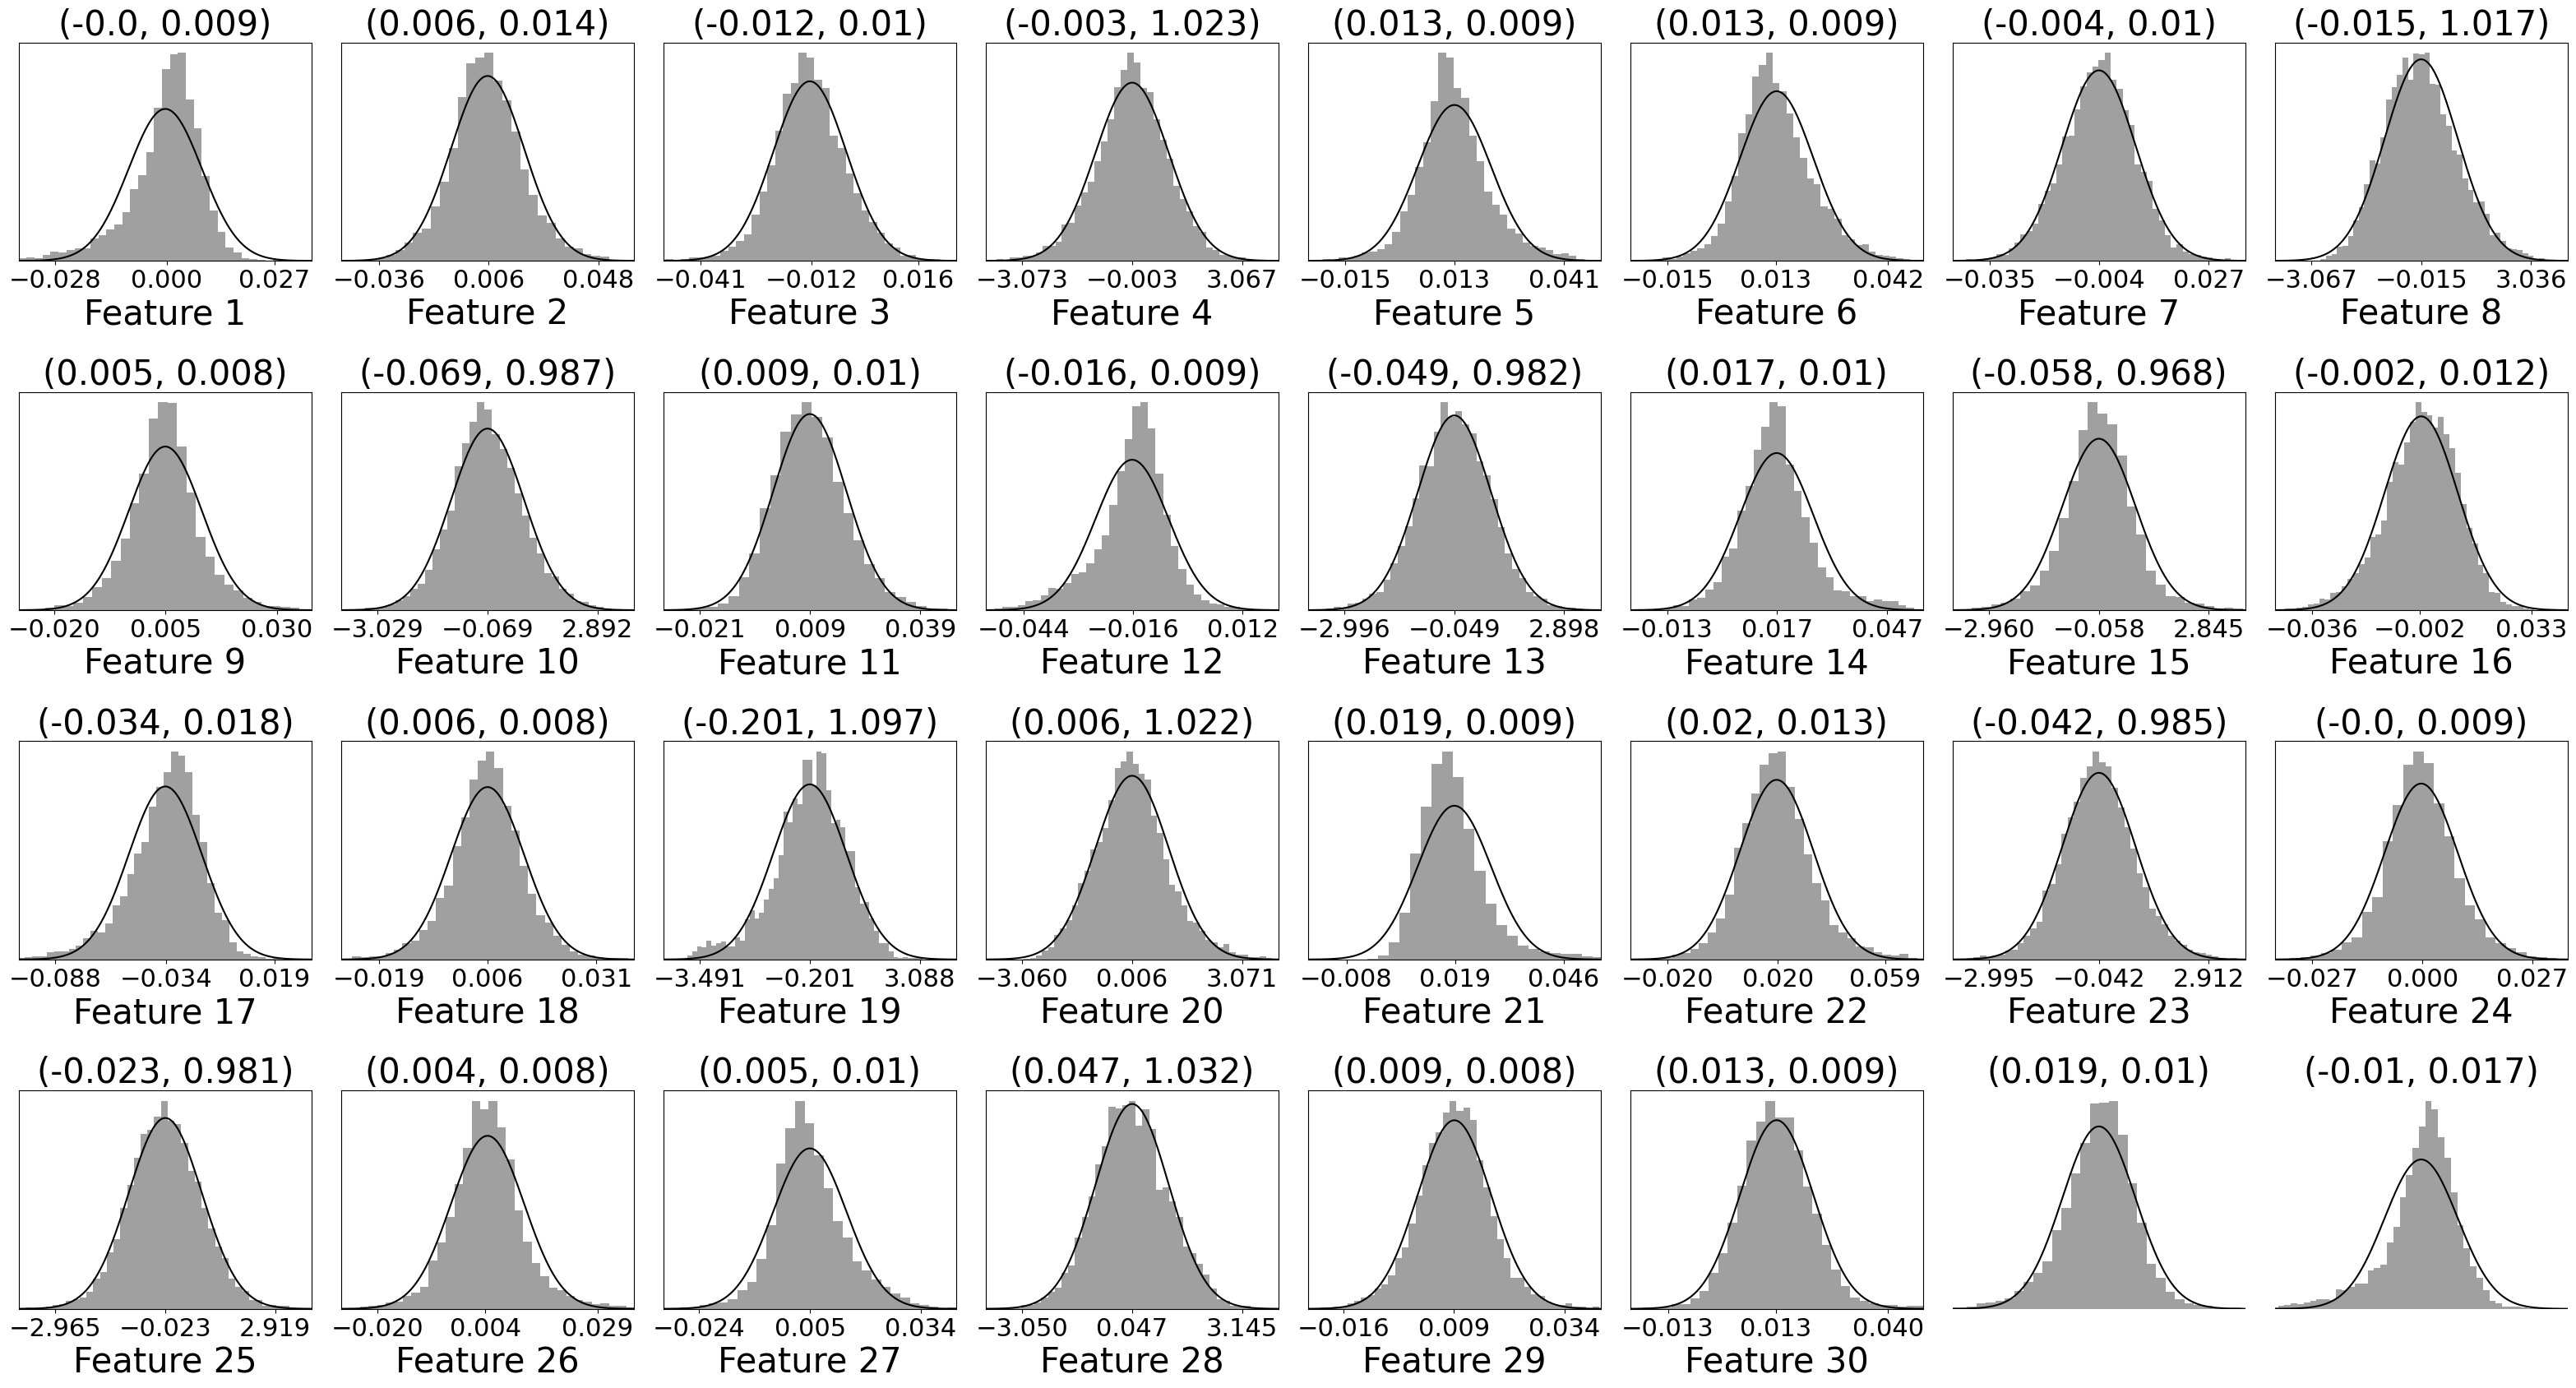 (-0.0, 0.009) (0.006, 0.014) (-0.012, 0.01) (-0.003, 1.023) (0.013, 0.009) (0.013, 0.009) (-0.004, 0.01) (-0.015, 1.017)
−0.028 0.000 0.027 −0.036 0.006 0.048 −0.041 −0.012 0.016 −3.073 −0.003 3.067 −0.015 0.013 0.041 −0.015 0.013 0.042 −0.035 −0.004 0.027 −3.067 −0.015 3.036
Feature 1 Feature 2 Feature 3 Feature 4 Feature 5 Feature 6 Feature 7 Feature 8
(0.005, 0.008) (-0.069, 0.987) (0.009, 0.01) (-0.016, 0.009) (-0.049, 0.982) (0.017, 0.01) (-0.058, 0.968) (-0.002, 0.012)
−0.020 0.005 0.030 −3.029 −0.069 2.892 −0.021 0.009 0.039 −0.044 −0.016 0.012 −2.996 −0.049 2.898 −0.013 0.017 0.047 −2.960 −0.058 2.845 −0.036 −0.002 0.033
Feature 9 Feature 10 Feature 11 Feature 12 Feature 13 Feature 14 Feature 15 Feature 16
(-0.034, 0.018) (0.006, 0.008) (-0.201, 1.097) (0.006, 1.022) (0.019, 0.009) (0.02, 0.013) (-0.042, 0.985) (-0.0, 0.009)
−0.088 −0.034 0.019 −0.019 0.006 0.031 −3.491 −0.201 3.088 −3.060 0.006 3.071 −0.008 0.019 0.046 −0.020 0.020 0.059 −2.995 −0.042 2.912 −0.027 0.000 0.027
Feature 17 Feature 18 Feature 19 Feature 20 Feature 21 Feature 22 Feature 23 Feature 24
(-0.023, 0.981) (0.004, 0.008) (0.005, 0.01) (0.047, 1.032) (0.009, 0.008) (0.013, 0.009) (0.019, 0.01) (-0.01, 0.017)
−2.965 −0.023 2.919 −0.020 0.004 0.029 −0.024 0.005 0.034 −3.050 0.047 3.145 −0.016 0.009 0.034 −0.013 0.013 0.040
Feature 25 Feature 26 Feature 27 Feature 28 Feature 29 Feature 30